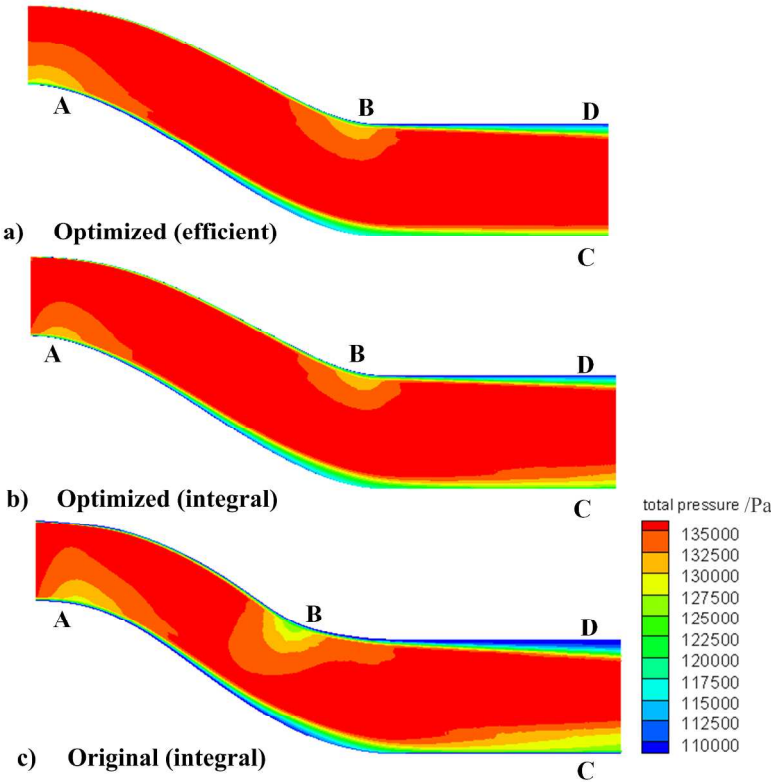 A
B
D
a) Optimized (efficient)
C
A
B
D
b) Optimized (integral)
C
total pressure /Pa
135000
132500
130000
127500
125000
122500
120000
117500
115000
112500
110000
A
B
D
c) Original (integral)
C